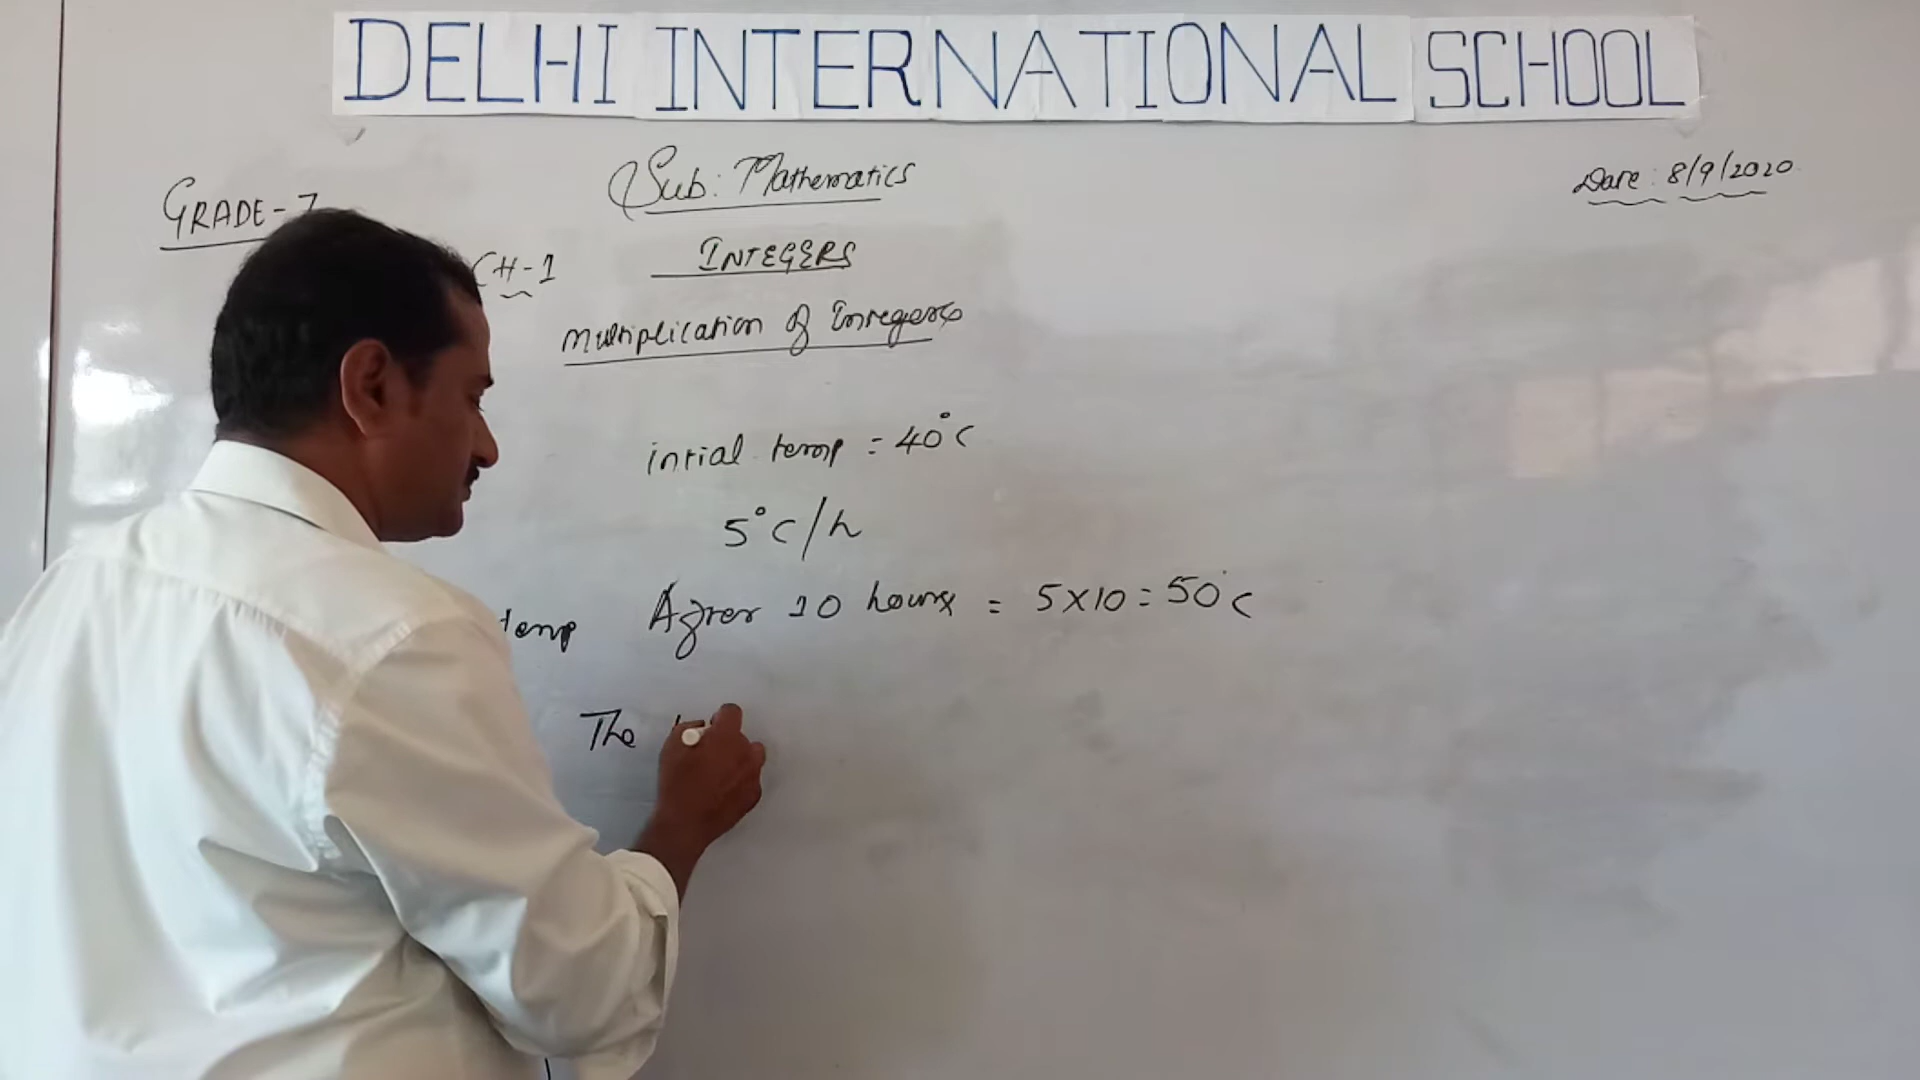 DELHI INTERNATIONAL SCHOOL
Sub: Mathematics
Date: 8/9/2020
GRADE-7
CH-1 INTEGERS
Multiplication of Integers
intial temp = 40°C
5°C/h
temp After 10 hours = 5×10=50°C
The